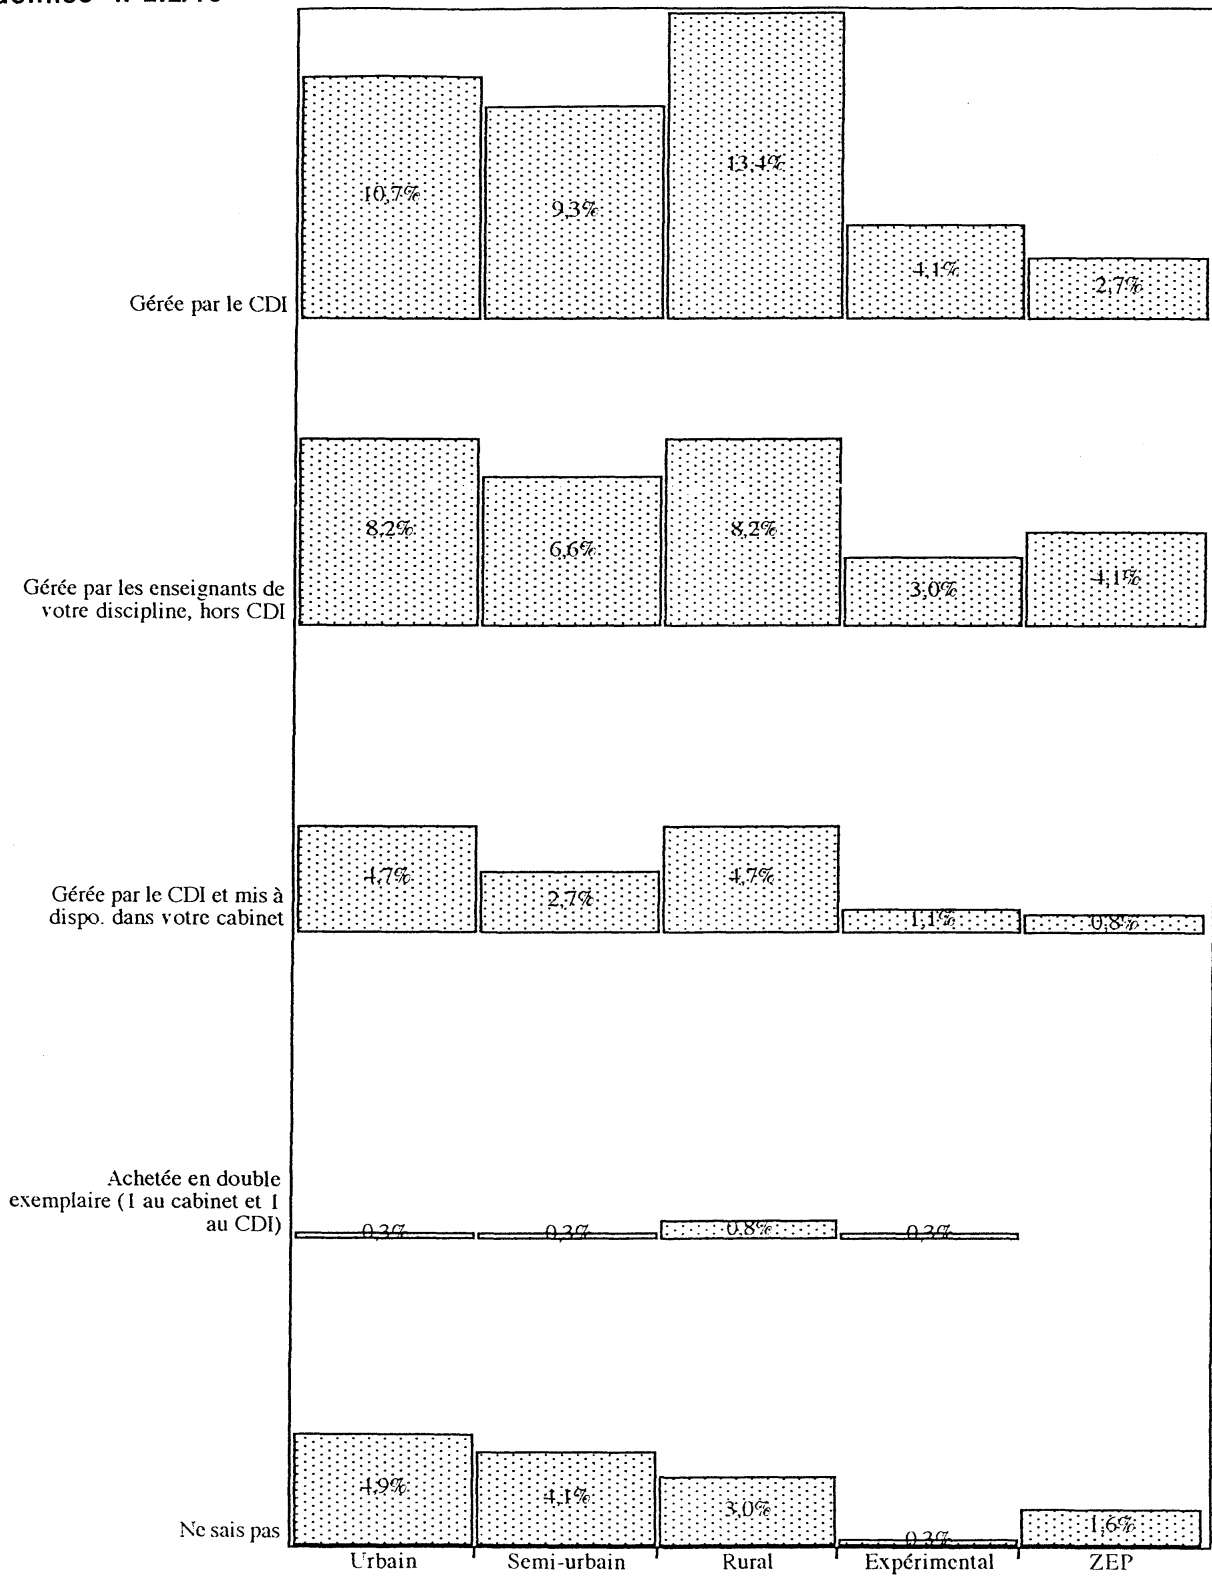 10,7%
9,3%
13,4%
4,1%
2,7%
Gérée par le CDI
8,2%
6,6%
8,2%
3,0%
4,1%
Gérée par les enseignants de
votre discipline, hors CDI
4,7%
2,7%
4,7%
1,1%
0,8%
Gérée par le CDI et mis à
dispo. dans votre cabinet
Achetée en double
exemplaire (1 au cabinet et 1
au CDI)
0,3%
0,3%
0,8%
0,3%
4,9%
4,1%
3,0%
0,3%
1,6%
Ne sais pas
Urbain
Semi-urbain
Rural
Expérimental
ZEP